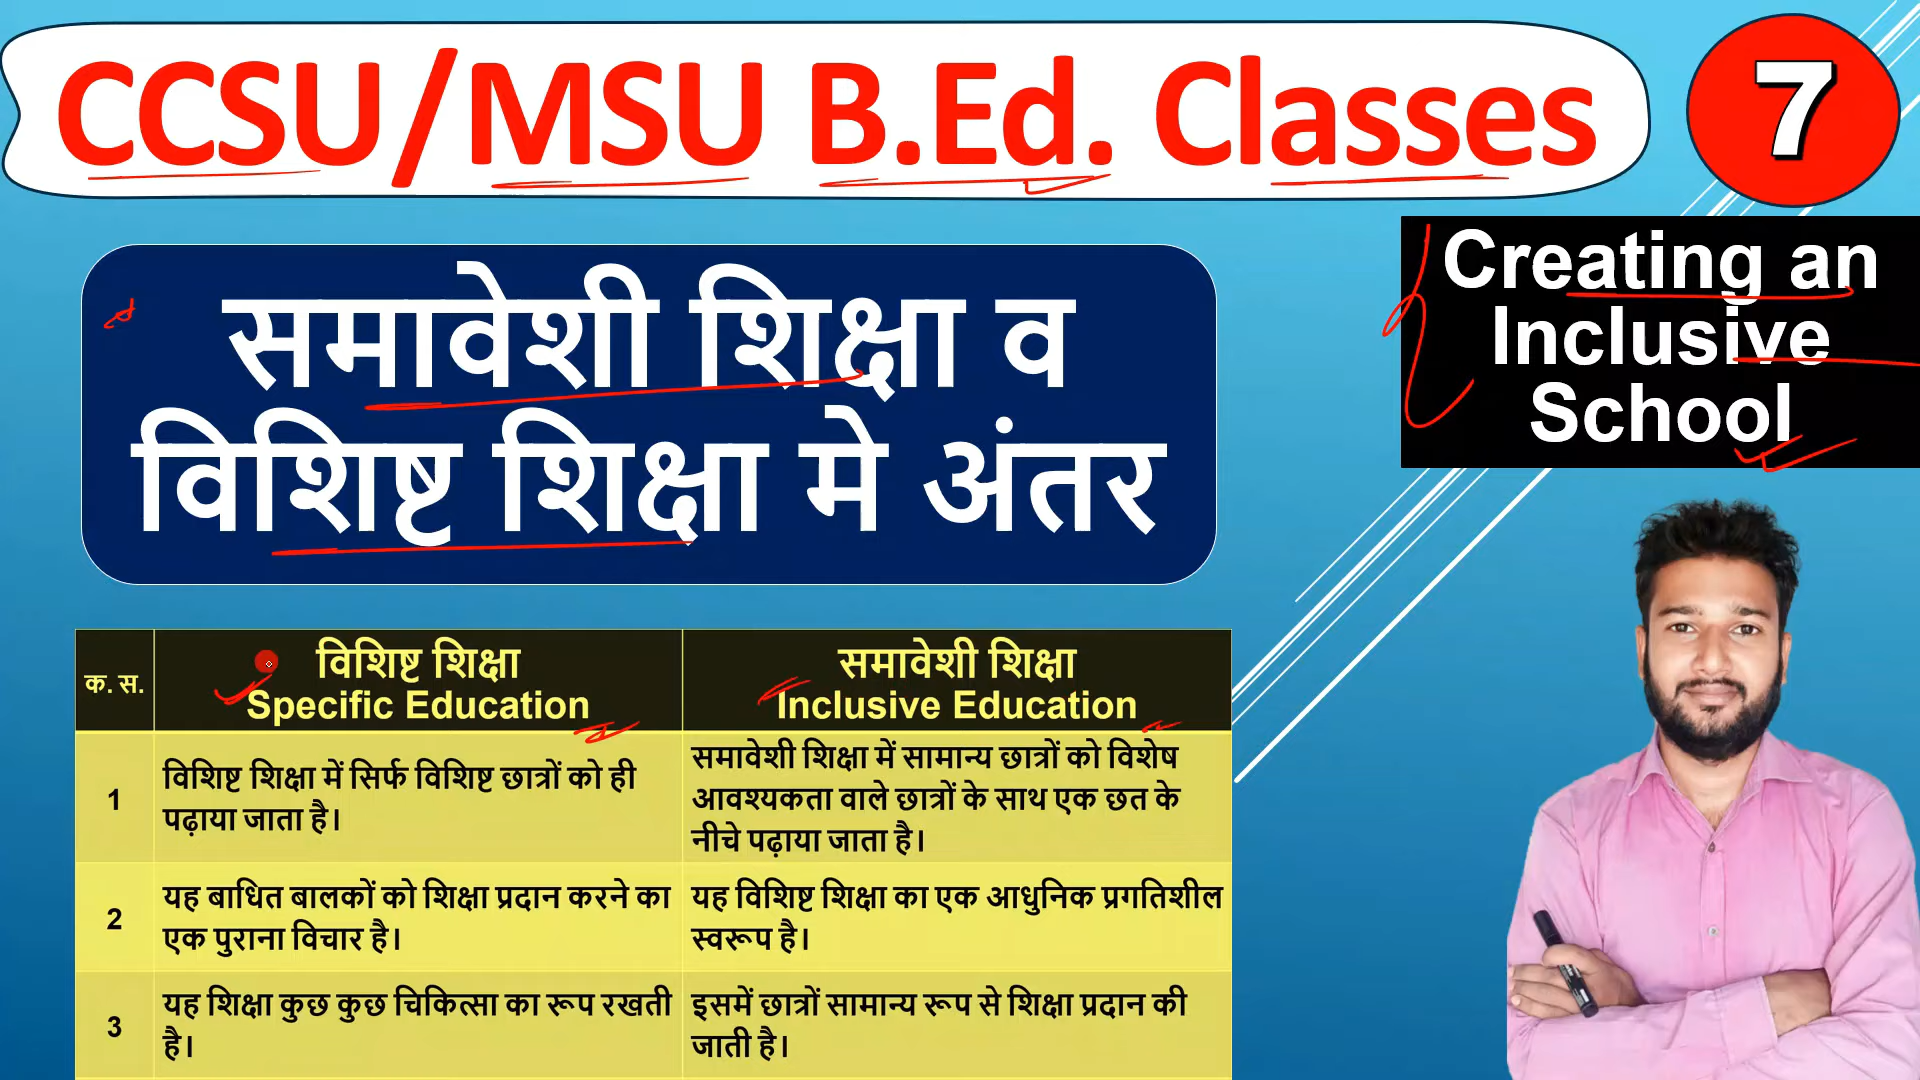 CCSU/MSU B.Ed. Classes
7
Creating an
Inclusive
School
समावेशी शिक्षा व
विशिष्ट शिक्षा मे अंतर
क. स.
विशिष्ट शिक्षा
Specific Education
समावेशी शिक्षा
Inclusive Education
1
विशिष्ट शिक्षा में सिर्फ विशिष्ट छात्रों को ही
पढ़ाया जाता है।
समावेशी शिक्षा में सामान्य छात्रों को विशेष
आवश्यकता वाले छात्रों के साथ एक छत के
नीचे पढ़ाया जाता है।
2
यह बाधित बालकों को शिक्षा प्रदान करने का
एक पुराना विचार है।
यह विशिष्ट शिक्षा का एक आधुनिक प्रगतिशील
स्वरूप है।
3
यह शिक्षा कुछ कुछ चिकित्सा का रूप रखती
है।
इसमें छात्रों सामान्य रूप से शिक्षा प्रदान की
जाती है।